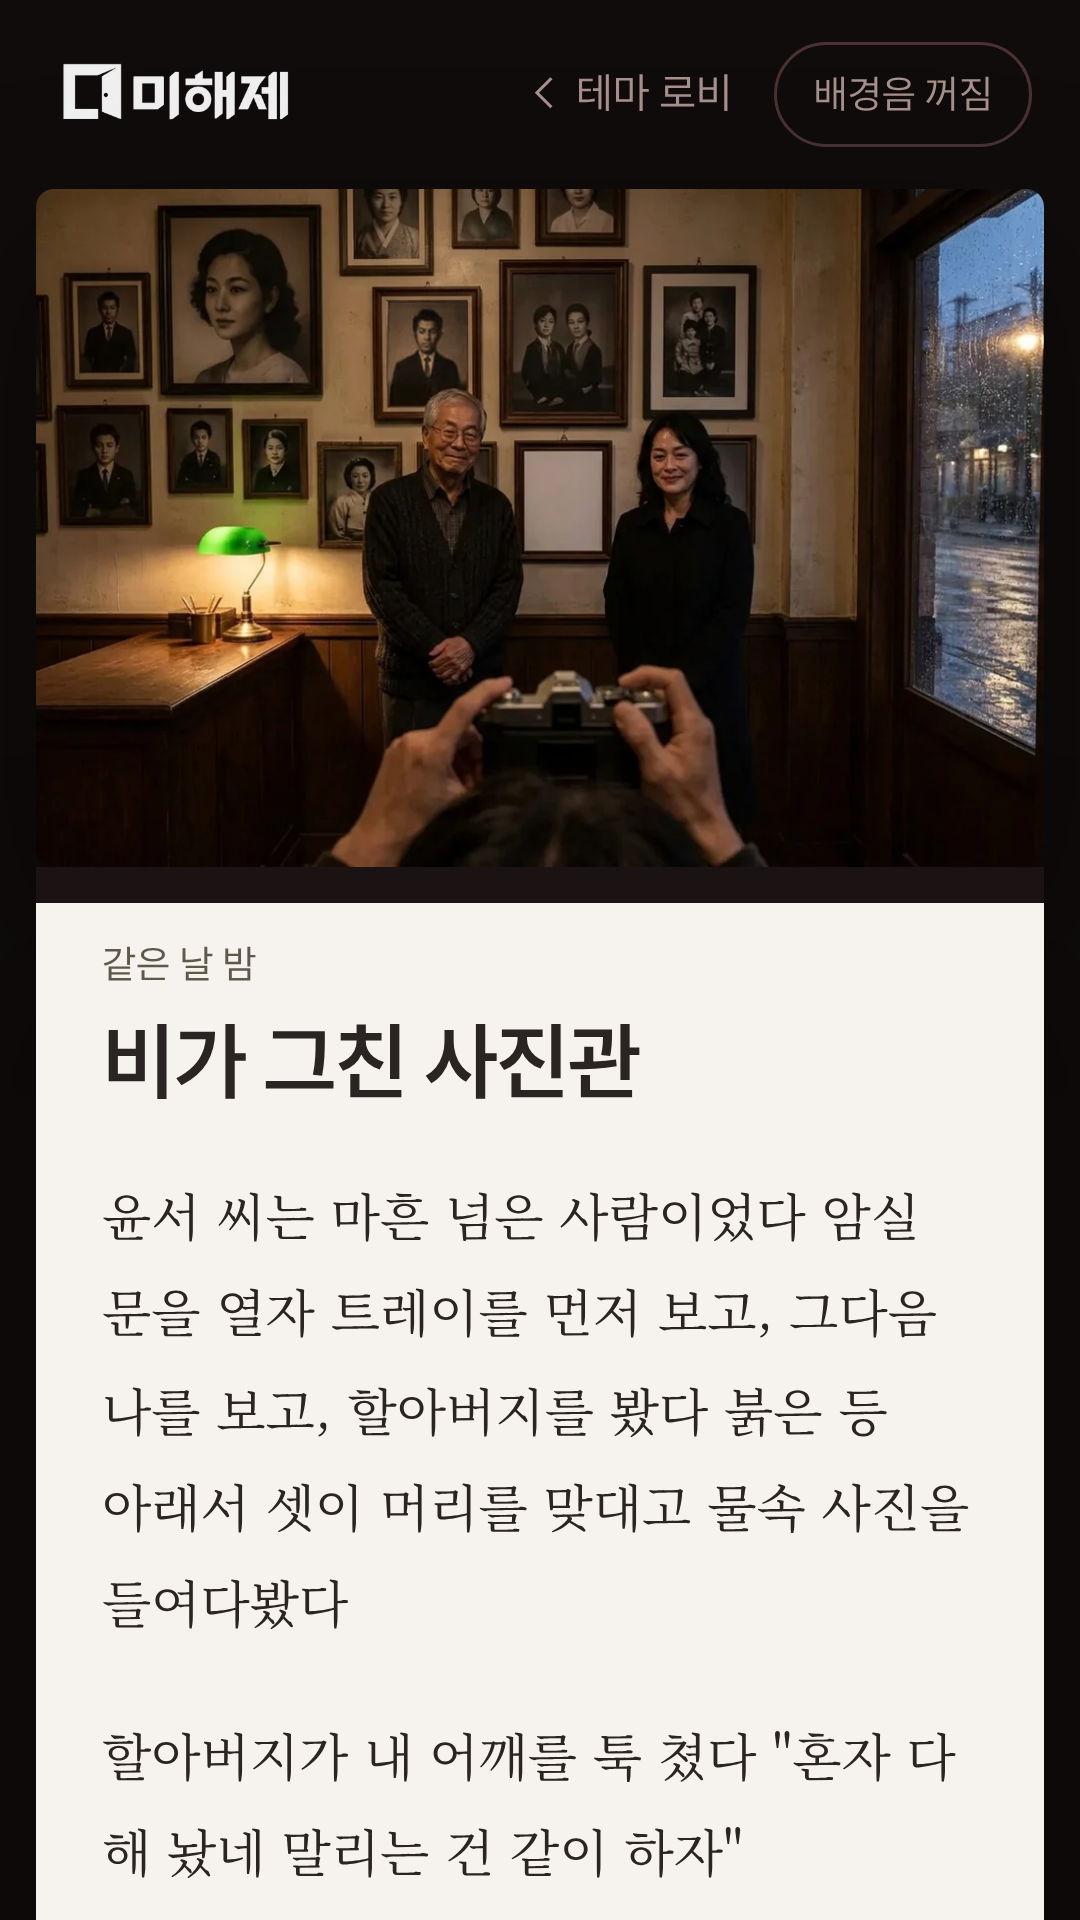 미해제
테마 로비
배경음 꺼짐
같은 날 밤
비가 그친 사진관
윤서 씨는 마흔 넘은 사람이었다 암실
문을 열자 트레이를 먼저 보고, 그다음
나를 보고, 할아버지를 봤다 붉은 등
아래서 셋이 머리를 맞대고 물속 사진을
들여다봤다
할아버지가 내 어깨를 툭 쳤다 "혼자 다
해 놨네 말리는 건 같이 하자"